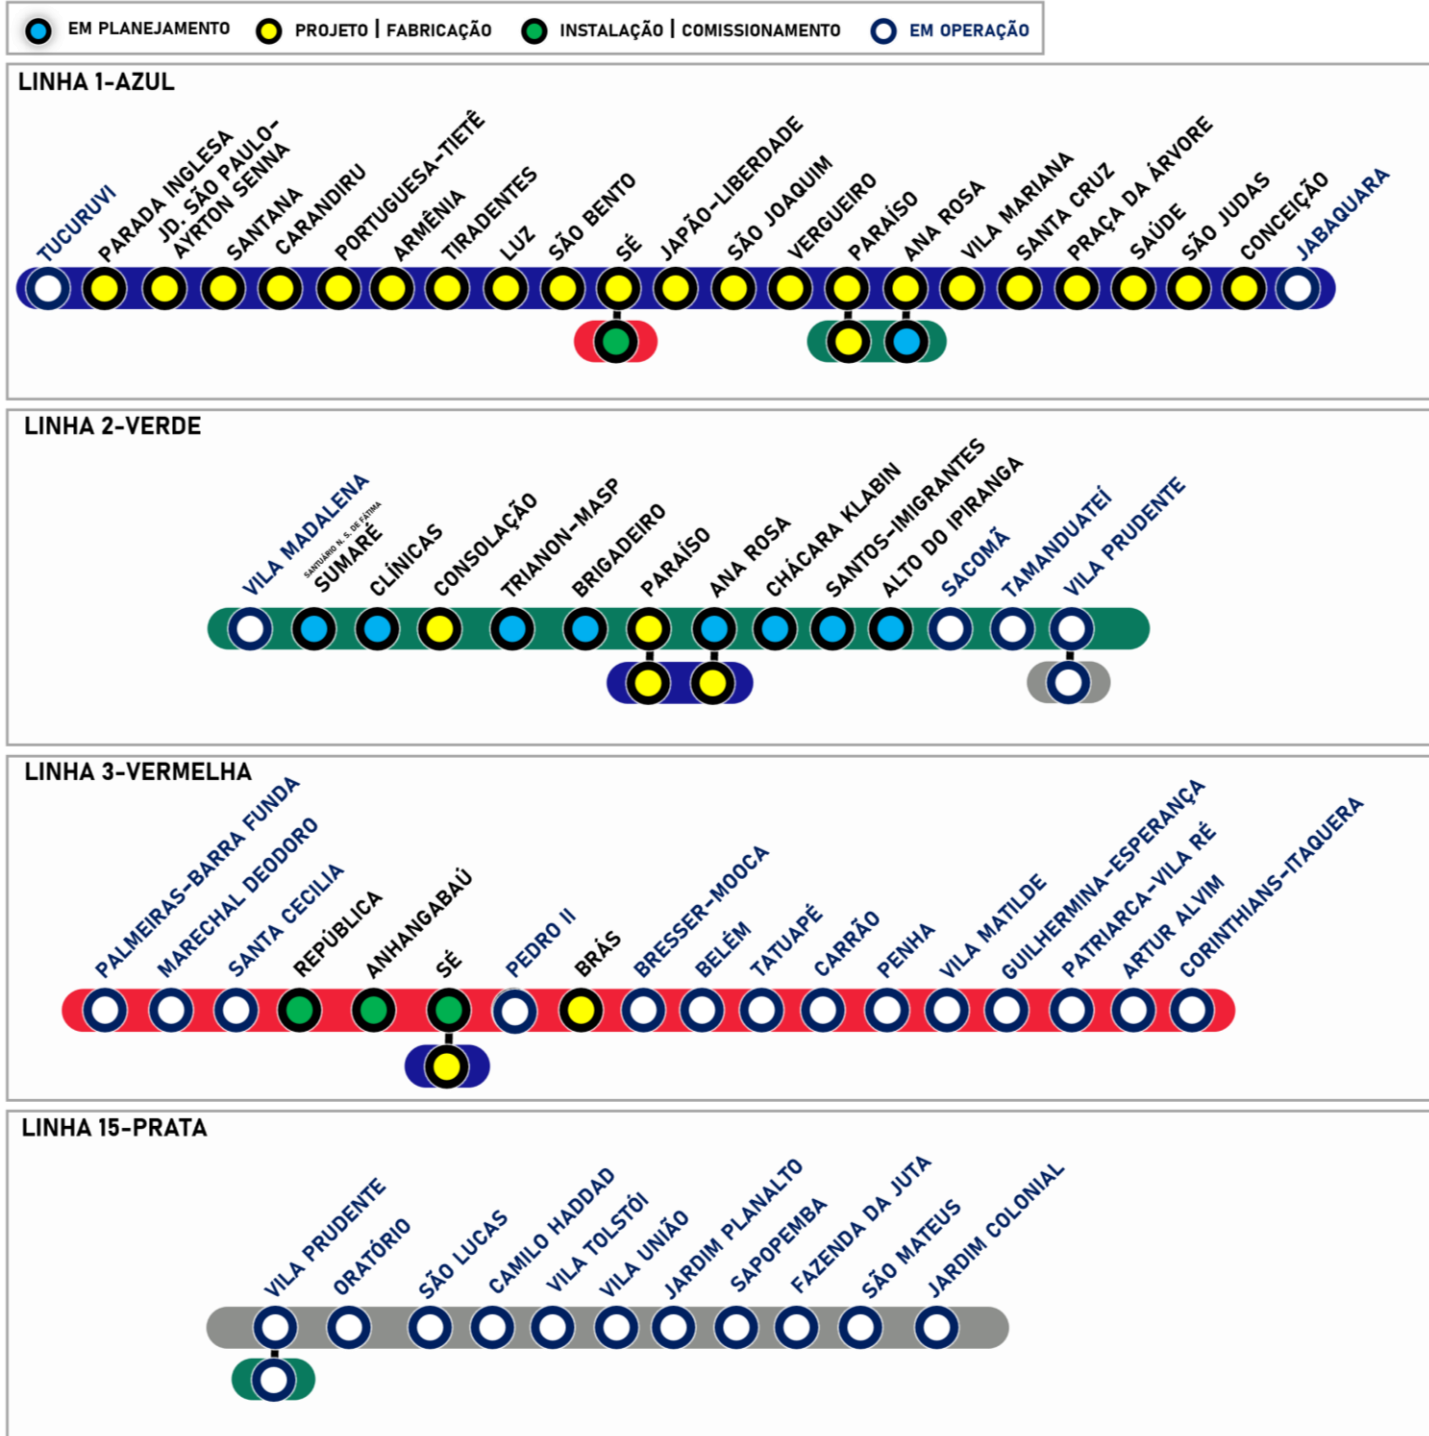 EM PLANEJAMENTO
PROJETO | FABRICAÇÃO
INSTALAÇÃO | COMISSIONAMENTO
EM OPERAÇÃO
LINHA 1-AZUL
TUCURUVI
PARADA INGLESA
JD. SÃO PAULO-
AYRTON SENNA
SANTANA
CARANDIRU
PORTUGUESA-TIETÊ
ARMÊNIA
TIRADENTES
LUZ
SÃO BENTO
SÉ
JAPÃO-LIBERDADE
SÃO JOAQUIM
VERGUEIRO
PARAÍSO
ANA ROSA
VILA MARIANA
SANTA CRUZ
PRAÇA DA ÁRVORE
SAÚDE
SÃO JUDAS
CONCEIÇÃO
JABAQUARA
LINHA 2-VERDE
VILA MADALENA
SANTUÁRIO N. S. DE FÁTIMA
SUMARÉ
CLÍNICAS
CONSOLAÇÃO
TRIANON-MASP
BRIGADEIRO
PARAÍSO
ANA ROSA
CHÁCARA KLABIN
SANTOS-IMIGRANTES
ALTO DO IPIRANGA
SACOMÃ
TAMANDUATEÍ
VILA PRUDENTE
LINHA 3-VERMELHA
PALMEIRAS-BARRA FUNDA
MARECHAL DEODORO
SANTA CECILIA
REPÚBLICA
ANHANGABAÚ
SÉ
PEDRO II
BRÁS
BRESSER-MOOCA
BELÉM
TATUAPÉ
CARRÃO
PENHA
VILA MATILDE
GUILHERMINA-ESPERANÇA
PATRIARCA-VILA RÉ
ARTUR ALVIM
CORINTHIANS-ITAQUERA
LINHA 15-PRATA
VILA PRUDENTE
ORATÓRIO
SÃO LUCAS
CAMILO HADDAD
VILA TOLSTÓI
VILA UNIÃO
JARDIM PLANALTO
SAPOPEMBA
FAZENDA DA JUTA
SÃO MATEUS
JARDIM COLONIAL